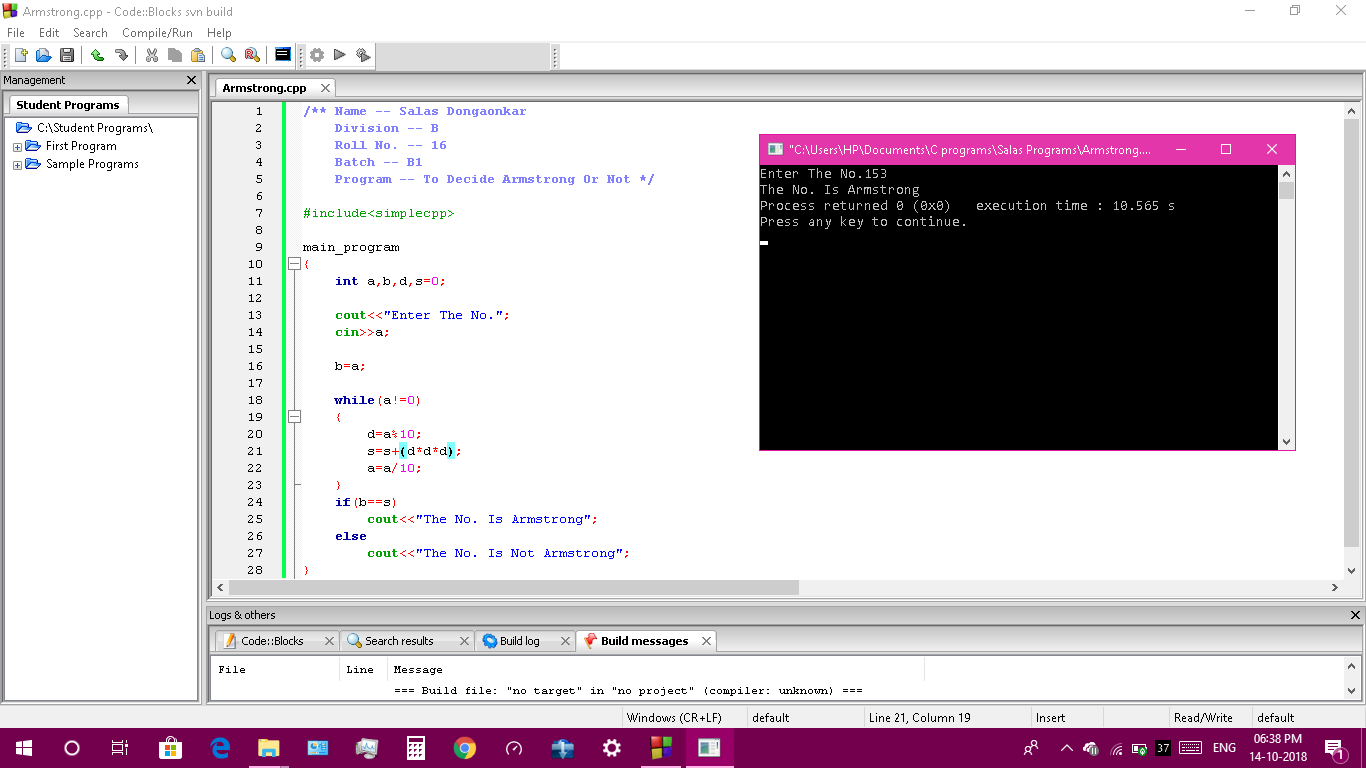 Armstrong.cpp - Code::Blocks svn build
File Edit Search Compile/Run Help
Management
Student Programs
C:\Student Programs\
First Program
Sample Programs
Armstrong.cpp
1 /** Name -- Salas Dongaonkar
2 Division -- B
3 Roll No. -- 16
4 Batch -- B1
5 Program -- To Decide Armstrong Or Not */
6
7 #include<simplecpp>
8
9 main_program
10 {
11 int a,b,d,s=0;
12
13 cout<<"Enter The No.";
14 cin>>a;
15
16 b=a;
17
18 while(a!=0)
19 {
20 d=a%10;
21 s=s+(d*d*d);
22 a=a/10;
23 }
24 if(b==s)
25 cout<<"The No. Is Armstrong";
26 else
27 cout<<"The No. Is Not Armstrong";
28 }
"C:\Users\HP\Documents\C programs\Salas Programs\Armstrong....
Enter The No.153
The No. Is Armstrong
Process returned 0 (0x0)   execution time : 10.565 s
Press any key to continue.
Logs & others
Code::Blocks Search results Build log Build messages
File Line Message
=== Build file: "no target" in "no project" (compiler: unknown) ===
Windows (CR+LF) default Line 21, Column 19 Insert Read/Write default
37 ENG 06:38 PM
14-10-2018
1